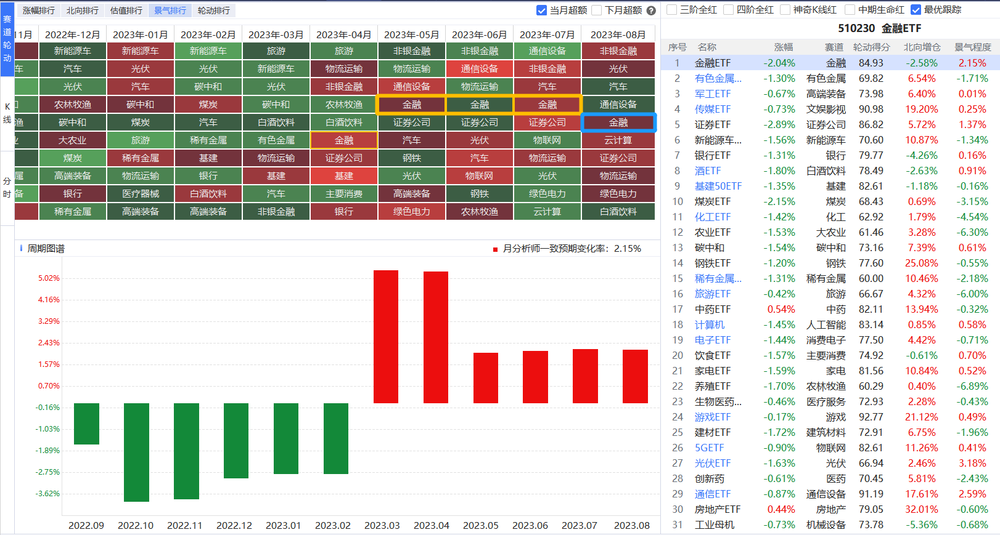 涨幅排行 北向排行 估值排行 景气排行 轮动排行 当月超额 下月超额 ?
赛道轮动
K线
分时
11月 2022年-12月 2023年-01月 2023年-02月 2023年-03月 2023年-04月 2023年-05月 2023年-06月 2023年-07月 2023年-08月
新能源车 新能源车 新能源车 旅游 旅游 非银金融 非银金融 通信设备 非银金融
车 汽车 光伏 光伏 新能源车 物流运输 物流运输 通信设备 非银金融 光伏
光伏 汽车 碳中和 光伏 非银金融 通信设备 物流运输 汽车 汽车
农林牧渔 碳中和 煤炭 碳中和 农林牧渔 金融 金融 金融 通信设备
渔 碳中和 煤炭 汽车 白酒饮料 白酒饮料 证券公司 证券公司 证券公司 金融
大农业 旅游 稀有金属 有色金属 金融 汽车 光伏 物联网 云计算
煤炭 稀有金属 基建 物流运输 证券公司 钢铁 汽车 物流运输 证券公司
属 高端装备 物流运输 银行 基建 基建 光伏 物联网 光伏 物流运输
备 银行 医疗器械 白酒饮料 汽车 主要消费 高端装备 钢铁 绿色电力 绿色电力
稀有金属 高端装备 高端装备 非银金融 银行 绿色电力 农林牧渔 云计算 白酒饮料
周期图谱 月分析师一致预期变化率：2.15%
5.02%
4.16%
3.29%
2.43%
1.57%
0.70%
-0.16%
-1.03%
-1.89%
-2.75%
-3.62%
2022.09 2022.10 2022.11 2022.12 2023.01 2023.02 2023.03 2023.04 2023.05 2023.06 2023.07 2023.08
三阶全红 四阶全红 神奇K线红 中期生命红 最优跟踪
510230 金融ETF
序号 名称 涨幅 赛道 轮动得分 北向增仓 景气程度
1 金融ETF -2.04% 金融 84.93 -2.58% 2.15%
2 有色金属... -1.30% 有色金属 69.82 6.54% -1.71%
3 军工ETF -0.67% 高端装备 73.98 6.40% 0.01%
4 传媒ETF -0.73% 文娱影视 90.98 19.20% 0.25%
5 证券ETF -2.89% 证券公司 86.82 5.72% 1.37%
6 新能源车... -1.56% 新能源车 70.60 10.87% -1.34%
7 银行ETF -1.31% 银行 79.77 -4.26% 0.16%
8 酒ETF -1.80% 白酒饮料 78.49 -2.63% 0.91%
9 基建50ETF -1.35% 基建 82.61 -1.18% -0.16%
10 煤炭ETF -2.15% 煤炭 68.43 0.69% -3.15%
11 化工ETF -1.42% 化工 62.92 1.79% -4.54%
12 农业ETF -1.53% 大农业 61.46 3.28% -6.30%
13 碳中和 -1.54% 碳中和 73.16 7.39% 0.61%
14 钢铁ETF -1.20% 钢铁 77.60 25.08% -0.55%
15 稀有金属... -1.31% 稀有金属 60.00 10.46% -2.18%
16 旅游ETF -0.42% 旅游 66.67 4.32% -6.00%
17 中药ETF 0.54% 中药 82.11 13.94% -0.32%
18 计算机 -1.45% 人工智能 83.14 0.85% 0.58%
19 电子ETF -1.44% 消费电子 77.50 4.42% -0.71%
20 饮食ETF -1.57% 主要消费 74.92 -0.61% 0.70%
21 家电ETF -1.59% 家电 81.56 10.84% 0.52%
22 养殖ETF -1.70% 农林牧渔 60.29 0.40% -6.89%
23 生物医药... -0.46% 医疗服务 72.93 2.28% -0.43%
24 游戏ETF -0.17% 游戏 92.77 21.12% 0.49%
25 建材ETF -1.72% 建筑材料 72.91 6.75% -1.96%
26 5GETF -0.90% 物联网 82.61 11.26% 0.41%
27 光伏ETF -1.63% 光伏 66.94 2.46% 3.18%
28 创新药 -0.61% 医药 70.45 5.81% -2.43%
29 通信ETF -0.87% 通信设备 91.19 17.61% 2.59%
30 房地产ETF 0.44% 房地产 79.05 32.01% -0.60%
31 工业母机 -0.73% 机械设备 73.78 -5.36% -0.68%